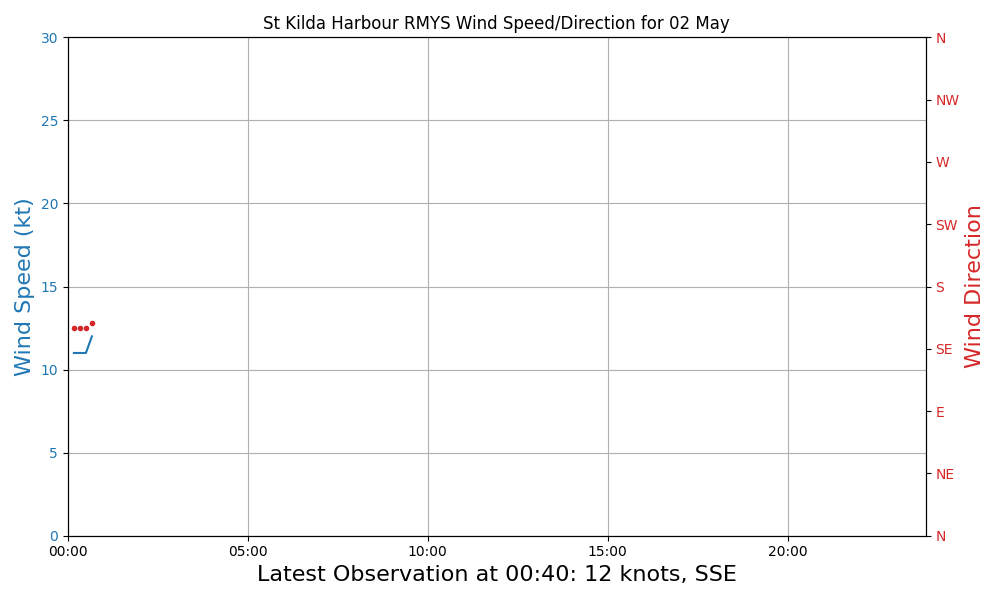 St Kilda Harbour RMYS Wind Speed/Direction for 02 May
30
25
20
15
10
5
0
Wind Speed (kt)
N
NW
W
SW
S
SE
E
NE
N
Wind Direction
00:00
05:00
10:00
15:00
20:00
Latest Observation at 00:40: 12 knots, SSE